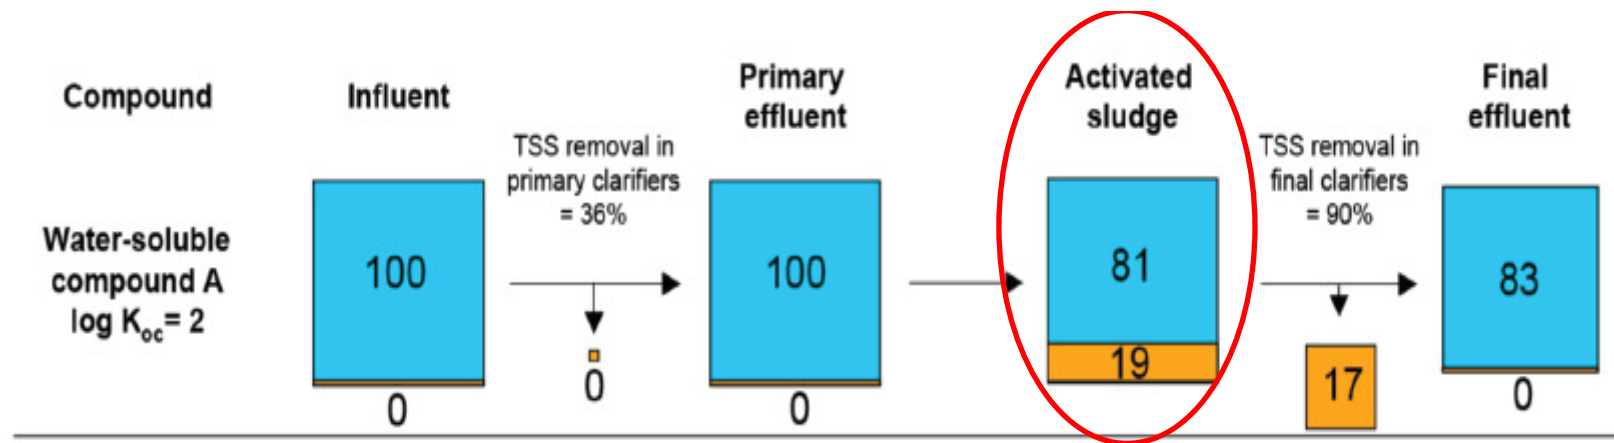 Compound
Influent
Primary
effluent
Activated
sludge
Final
effluent
TSS removal in
primary clarifiers
= 36%
TSS removal in
final clarifiers
= 90%
Water-soluble
compound A
log Koc= 2
100
0
0
100
0
81
19
17
83
0